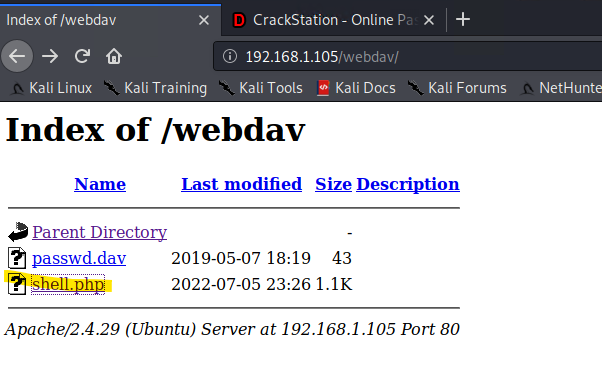 Index of /webdav
CrackStation - Online Pas
192.168.1.105/webdav/
Kali Linux Kali Training Kali Tools Kali Docs Kali Forums NetHunte
Index of /webdav
Name Last modified Size Description
Parent Directory -
passwd.dav 2019-05-07 18:19 43
shell.php 2022-07-05 23:26 1.1K
Apache/2.4.29 (Ubuntu) Server at 192.168.1.105 Port 80